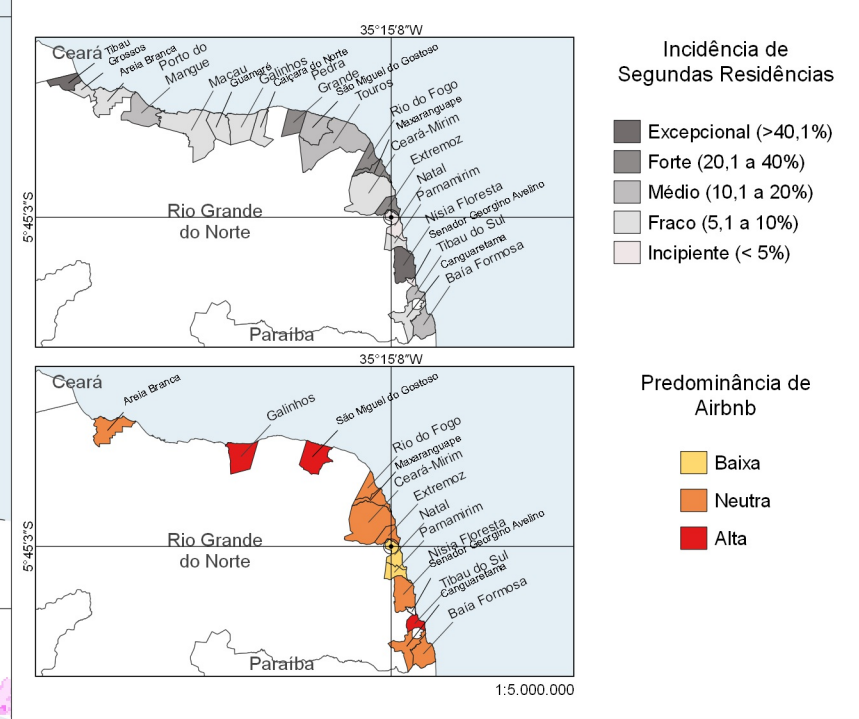 35°15'8"W
Ceará
Tibau
Grossos
Areia Branca
Porto do
Mangue
Macau
Guamaré
Galinhos
Caiçara do Norte
Pedra
Grande
São Miguel do Gostoso
Touros
Rio do Fogo
Maxaranguape
Ceará-Mirim
Extremoz
Natal
Parnamirim
Nísia Floresta
Senador Georgino Avelino
Tibau do Sul
Canguaretama
Baía Formosa
5°45'3"S
Rio Grande
do Norte
Paraíba
Incidência de
Segundas Residências
Excepcional (>40,1%)
Forte (20,1 a 40%)
Médio (10,1 a 20%)
Fraco (5,1 a 10%)
Incipiente (< 5%)
35°15'8"W
Ceará
Areia Branca
Galinhos
São Miguel do Gostoso
Rio do Fogo
Maxaranguape
Ceará-Mirim
Extremoz
Natal
Parnamirim
Nísia Floresta
Senador Georgino Avelino
Tibau do Sul
Canguaretama
Baía Formosa
5°45'3"S
Rio Grande
do Norte
Paraíba
1:5.000.000
Predominância de
Airbnb
Baixa
Neutra
Alta